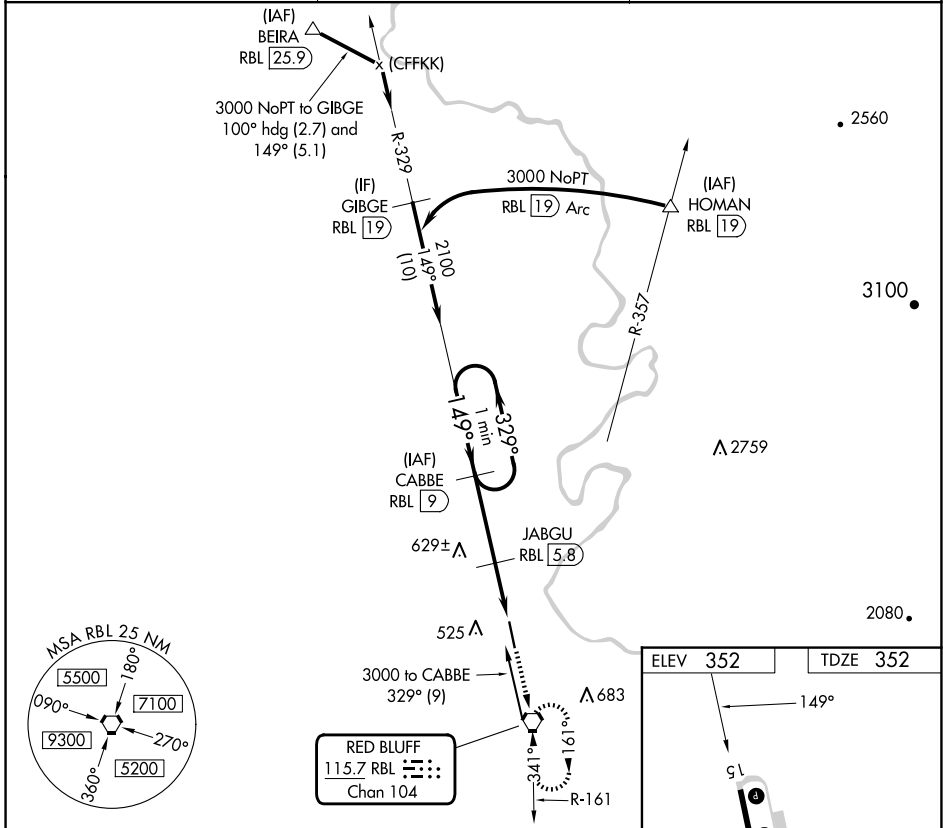 (IAF)
BEIRA
RBL 25.9
(CFFKK)
3000 NoPT to GIBGE
100° hdg (2.7) and
149° (5.1)
R-329
2560
(IF)
GIBGE
RBL 19
3000 NoPT
RBL 19 Arc
(IAF)
HOMAN
RBL 19
2100
149°
(10)
R-357
3100
149°
1 min
329°
2759
(IAF)
CABBE
RBL 9
JABGU
RBL 5.8
629±
525
2080
3000 to CABBE
329° (9)
683
MSA RBL 25 NM
5500
180°
090°
7100
9300
270°
5200
360°
RED BLUFF
115.7 RBL
Chan 104
341°
161°
R-161
ELEV 352
TDZE 352
149°
15
P